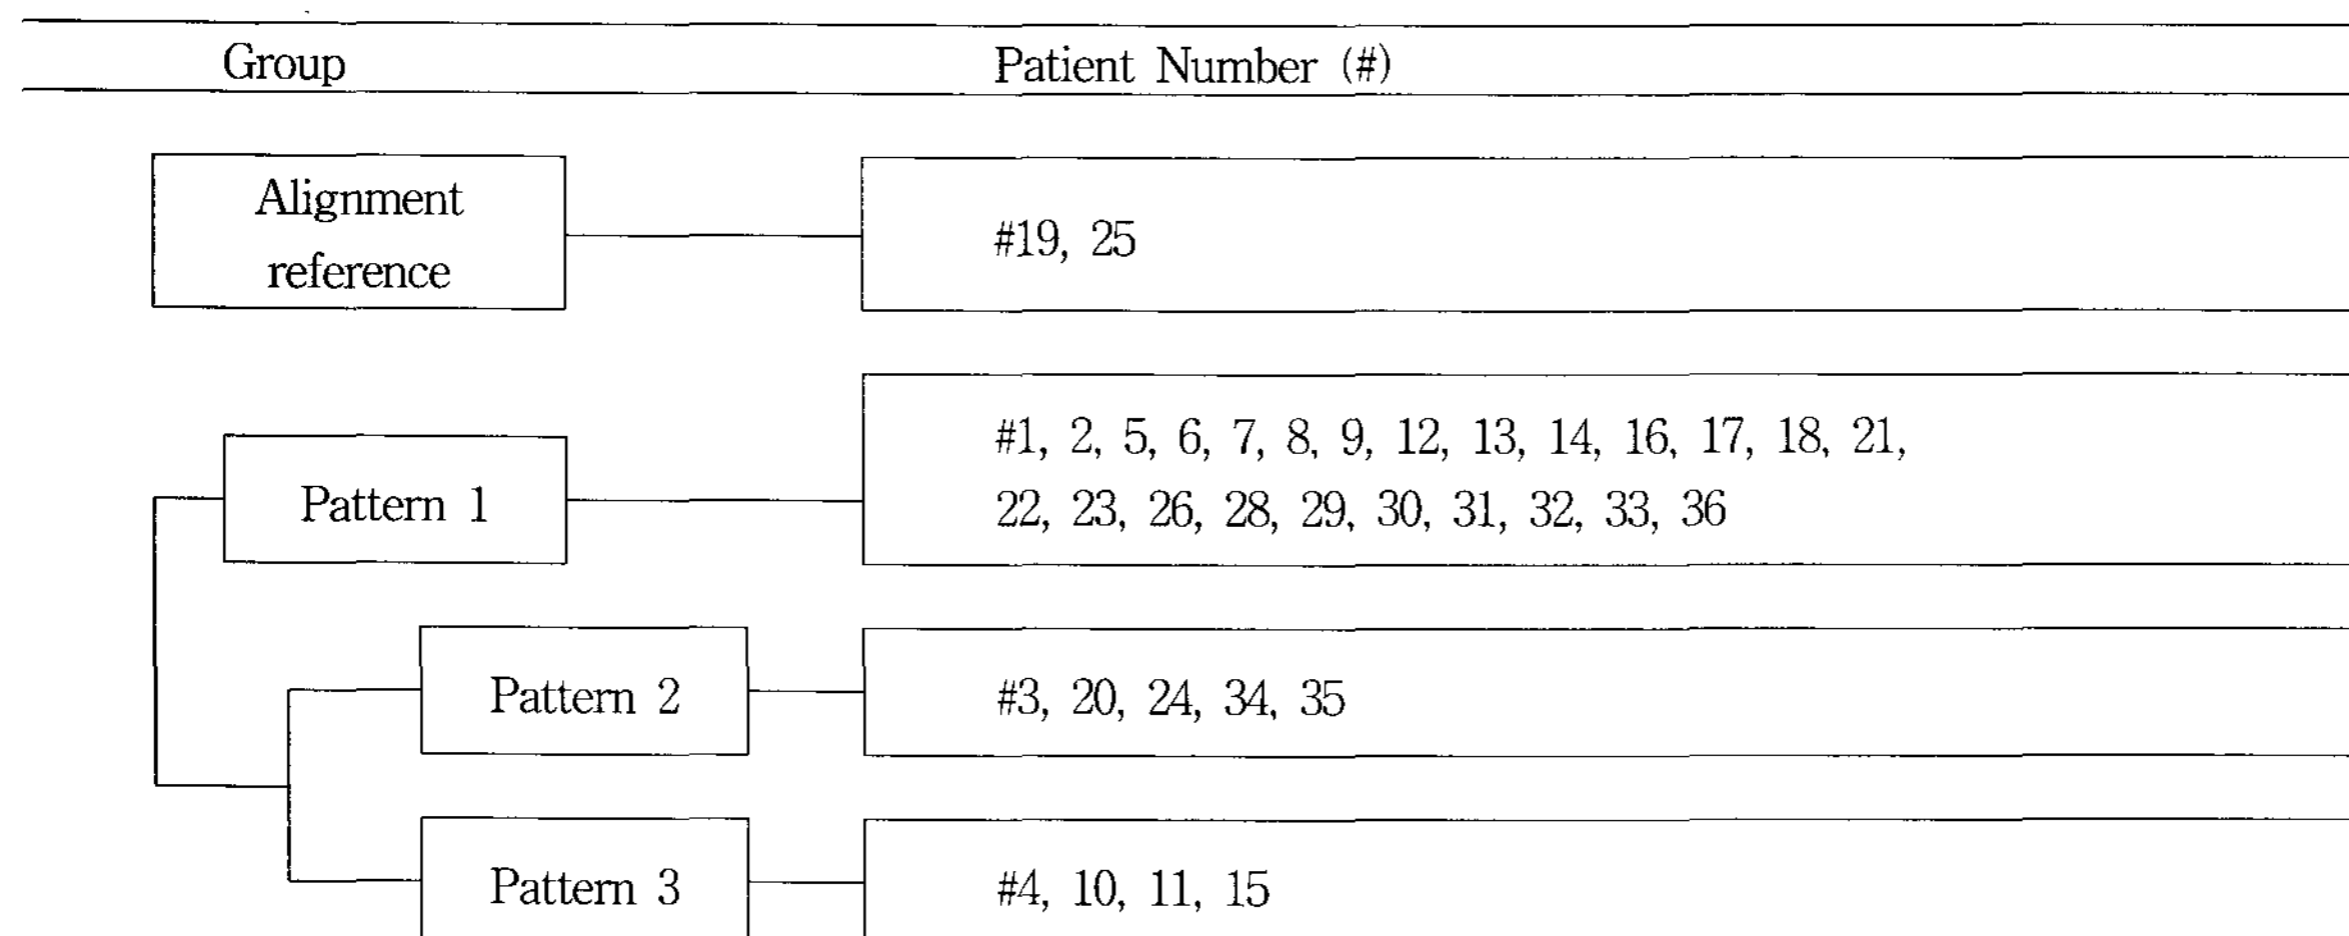 Group Patient Number (#)
Alignment
reference
#19, 25
Pattern 1
#1, 2, 5, 6, 7, 8, 9, 12, 13, 14, 16, 17, 18, 21,
22, 23, 26, 28, 29, 30, 31, 32, 33, 36
Pattern 2
#3, 20, 24, 34, 35
Pattern 3
#4, 10, 11, 15